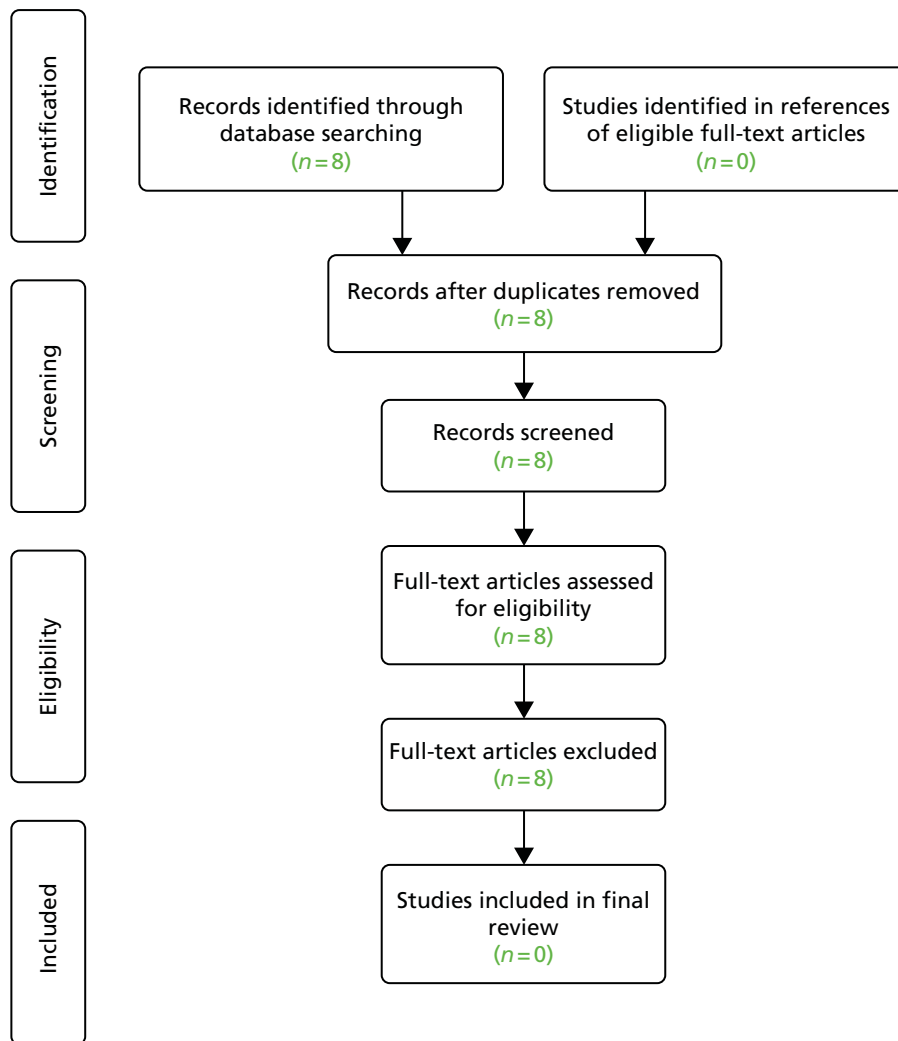 Identification
Records identified through
database searching
(n=8)
Studies identified in references
of eligible full-text articles
(n=0)
Screening
Records after duplicates removed
(n=8)
Records screened
(n=8)
Eligibility
Full-text articles assessed
for eligibility
(n=8)
Full-text articles excluded
(n=8)
Included
Studies included in final
review
(n=0)